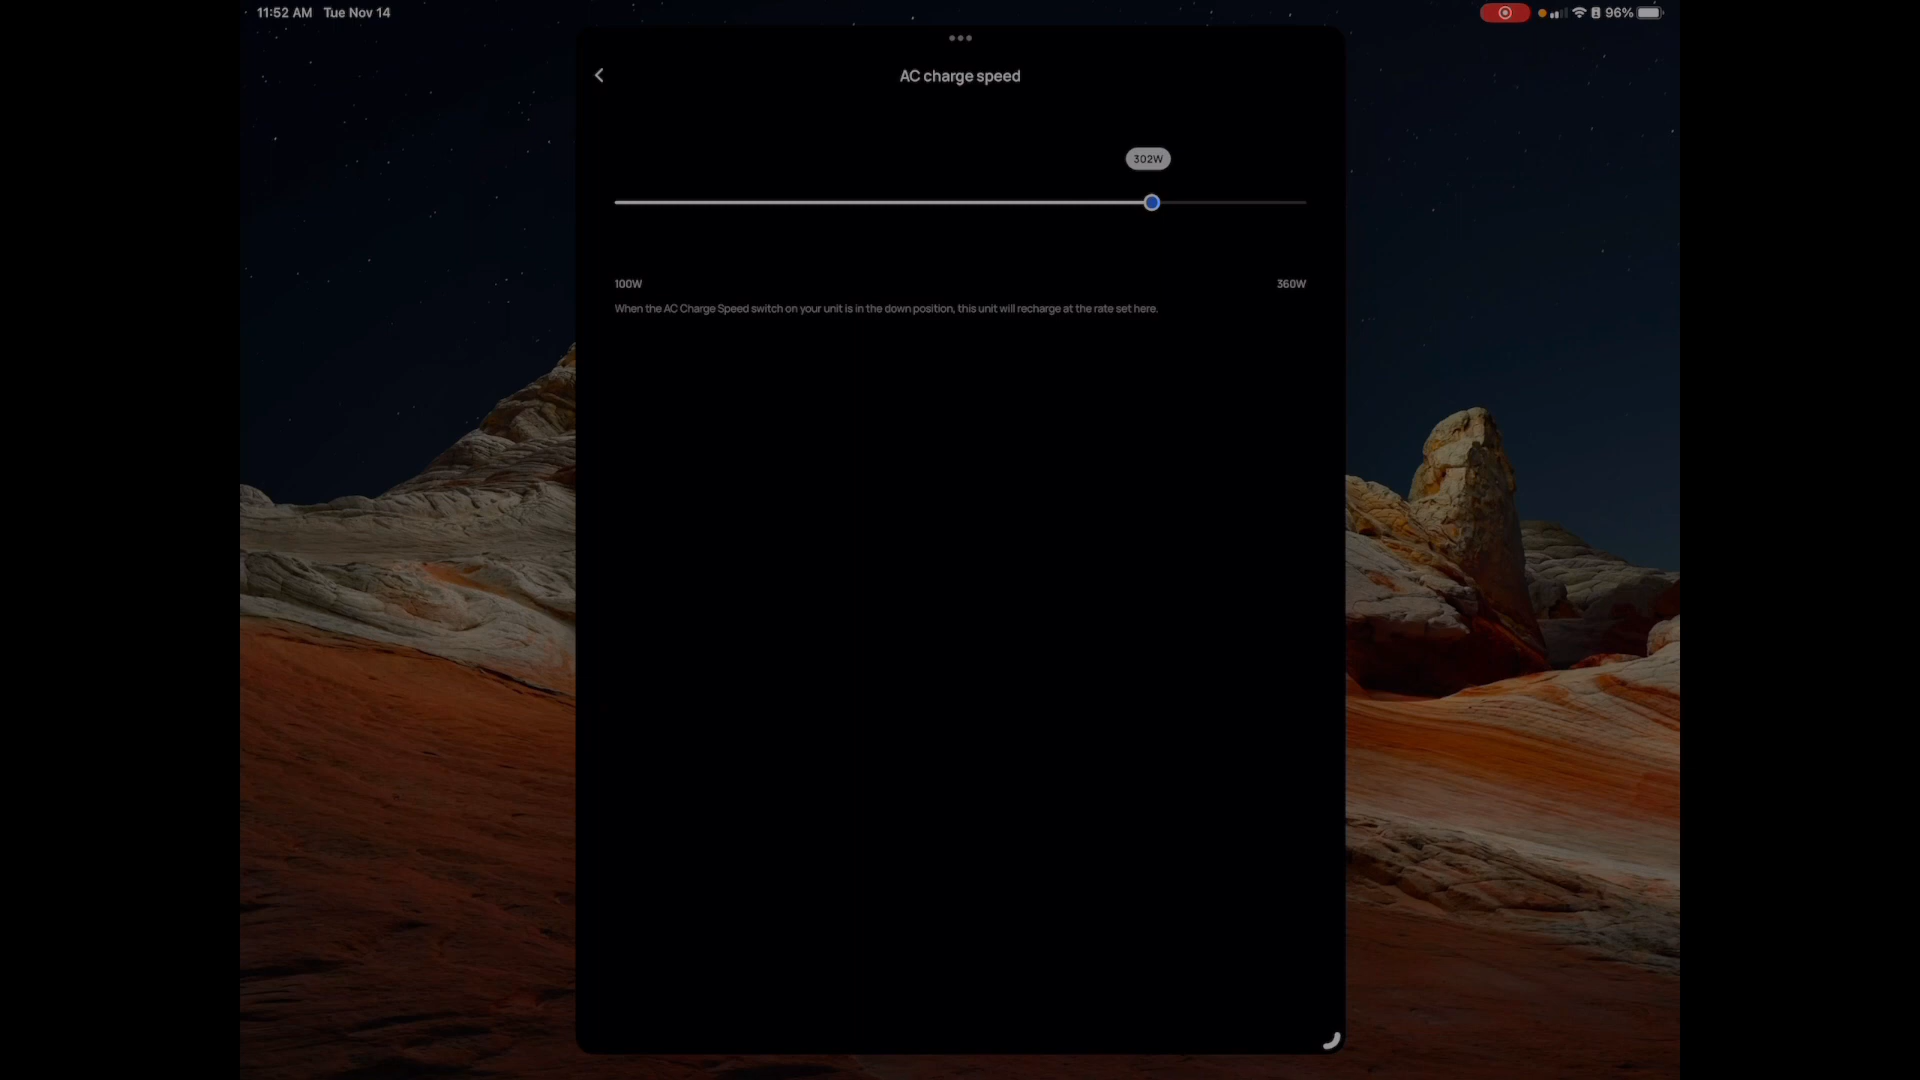 11:52 AM Tue Nov 14
96%
AC charge speed
302W
100W
360W
When the AC Charge Speed switch on your unit is in the down position, this unit will recharge at the rate set here.